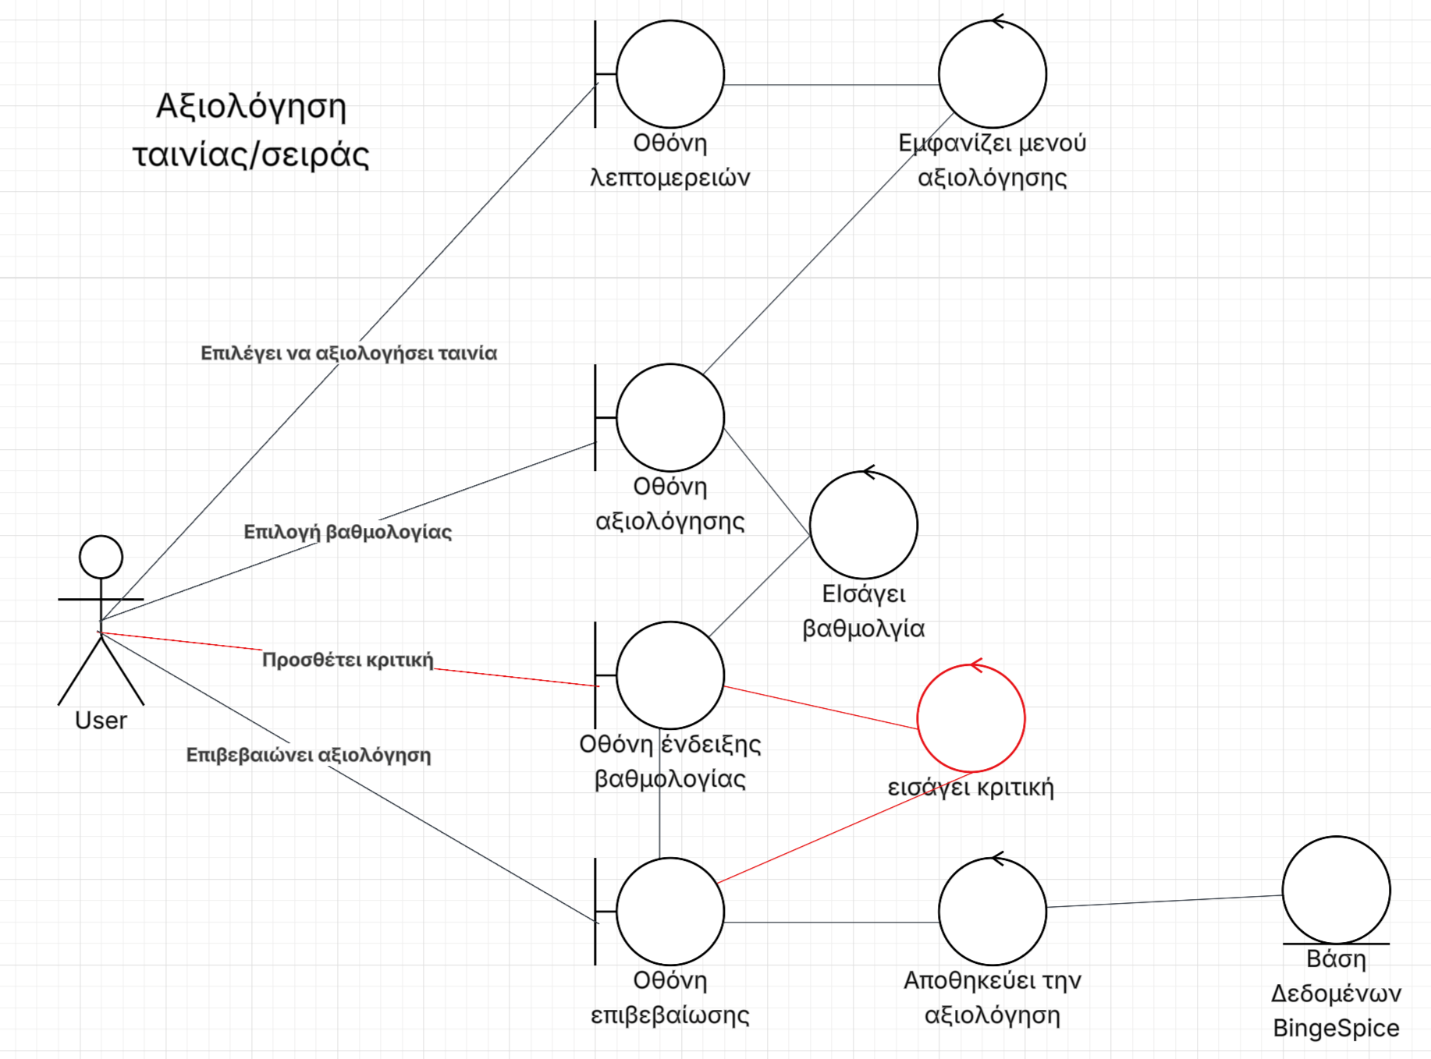 Αξιολόγηση
ταινίας/σειράς
Οθόνη
λεπτομερειών
Εμφανίζει μενού
αξιολόγησης
Επιλέγει να αξιολογήσει ταινία
Οθόνη
αξιολόγησης
Επιλογή βαθμολογίας
ΕΙσάγει
βαθμολγία
Προσθέτει κριτική
User
Οθόνη ένδειξης
βαθμολογίας
Επιβεβαιώνει αξιολόγηση
εισάγει κριτική
Οθόνη
επιβεβαίωσης
Αποθηκεύει την
αξιολόγηση
Βάση
Δεδομένων
BingeSpice